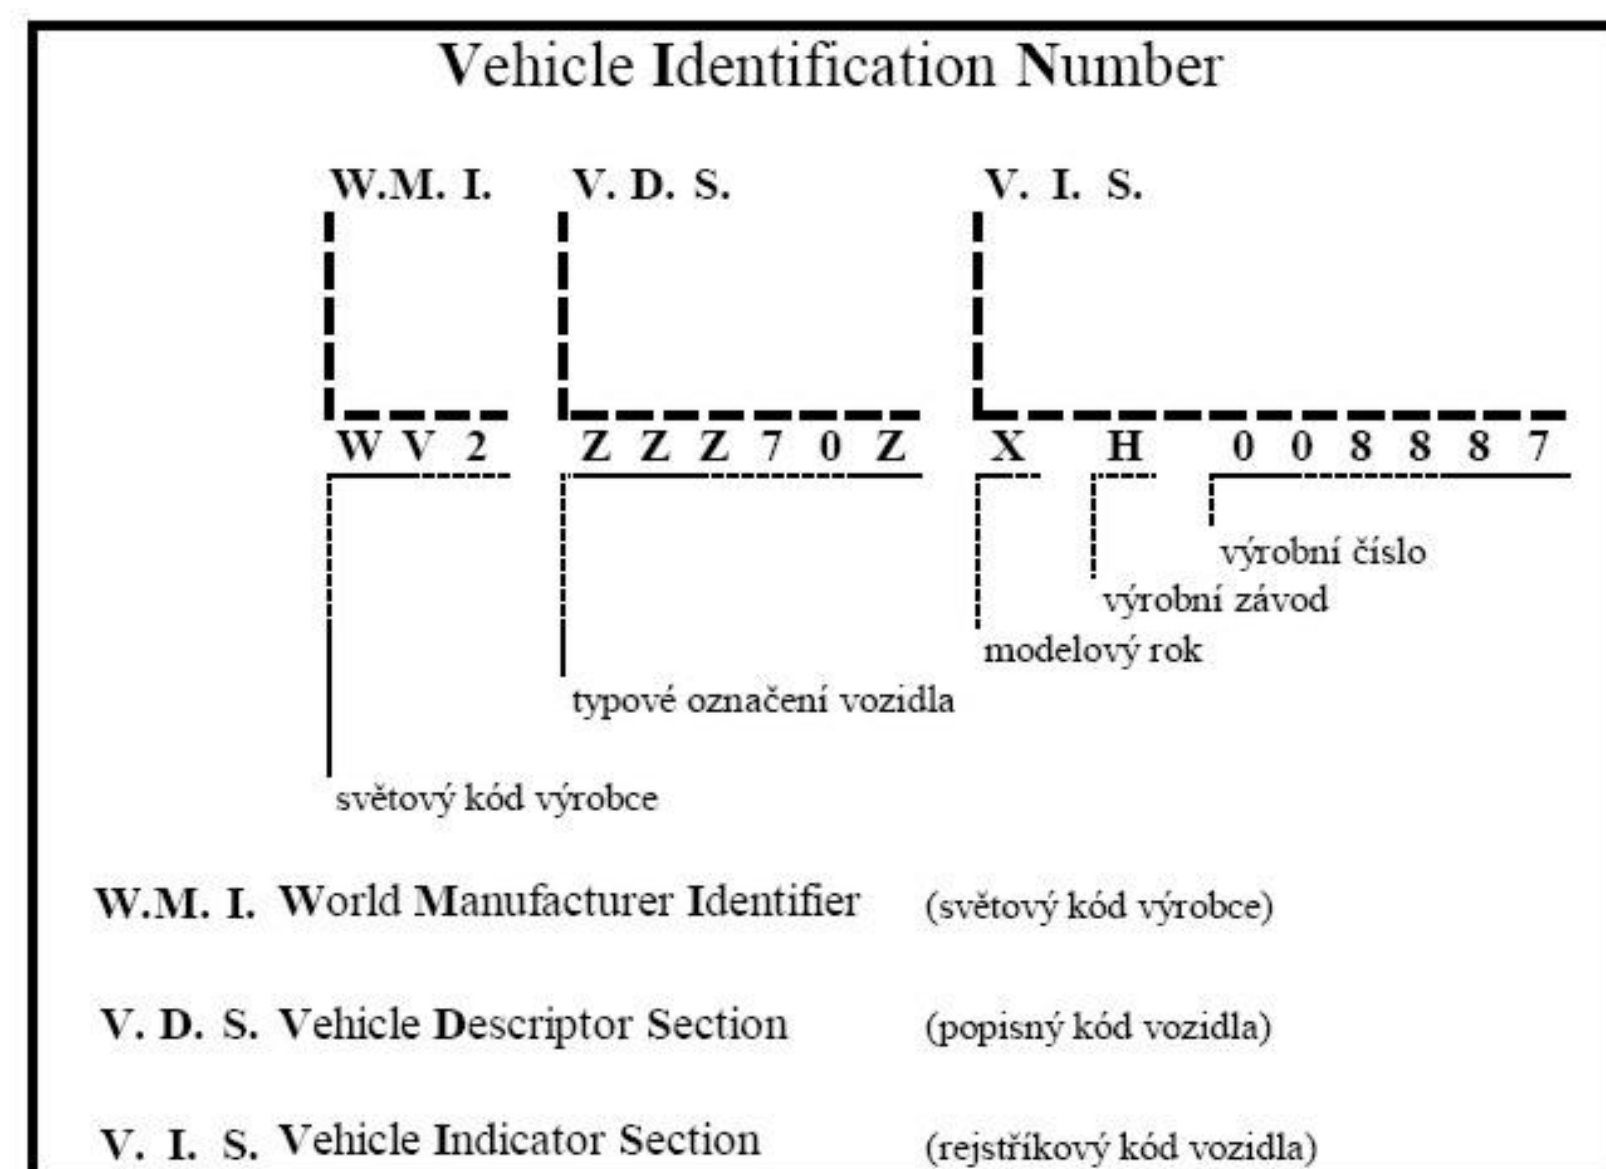 Vehicle Identification Number
W.M. I. V. D. S. V. I. S.
W V 2 Z Z Z 7 0 Z X H 0 0 8 8 8 7
výrobní číslo
výrobní závod
modelový rok
typové označení vozidla
světový kód výrobce
W.M. I. World Manufacturer Identifier (světový kód výrobce)
V. D. S. Vehicle Descriptor Section (popisný kód vozidla)
V. I. S. Vehicle Indicator Section (rejstříkový kód vozidla)